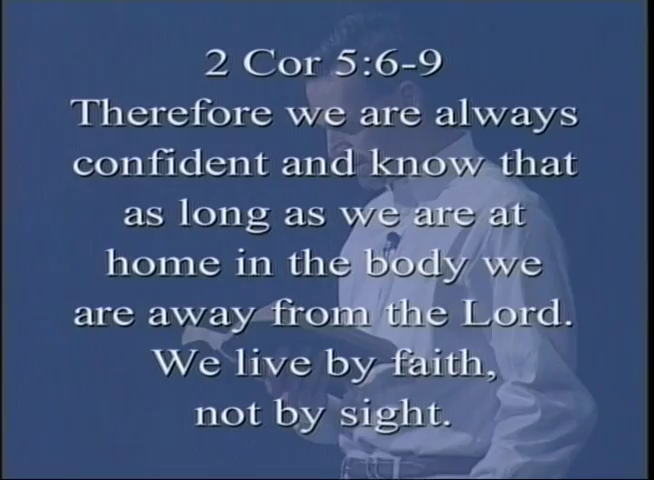 2 Cor 5:6-9
Therefore we are always
confident and know that
as long as we are at
home in the body we
are away from the Lord.
We live by faith,
not by sight.